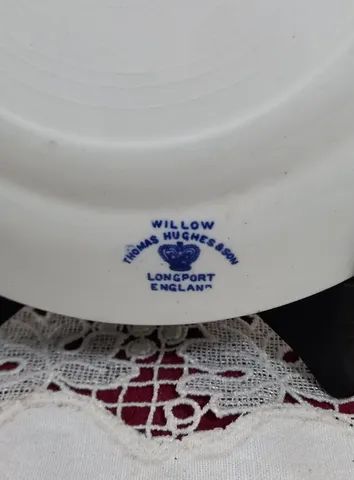 WILLOW
THOMAS HUGHES & SON
LONGPORT
ENGLAND